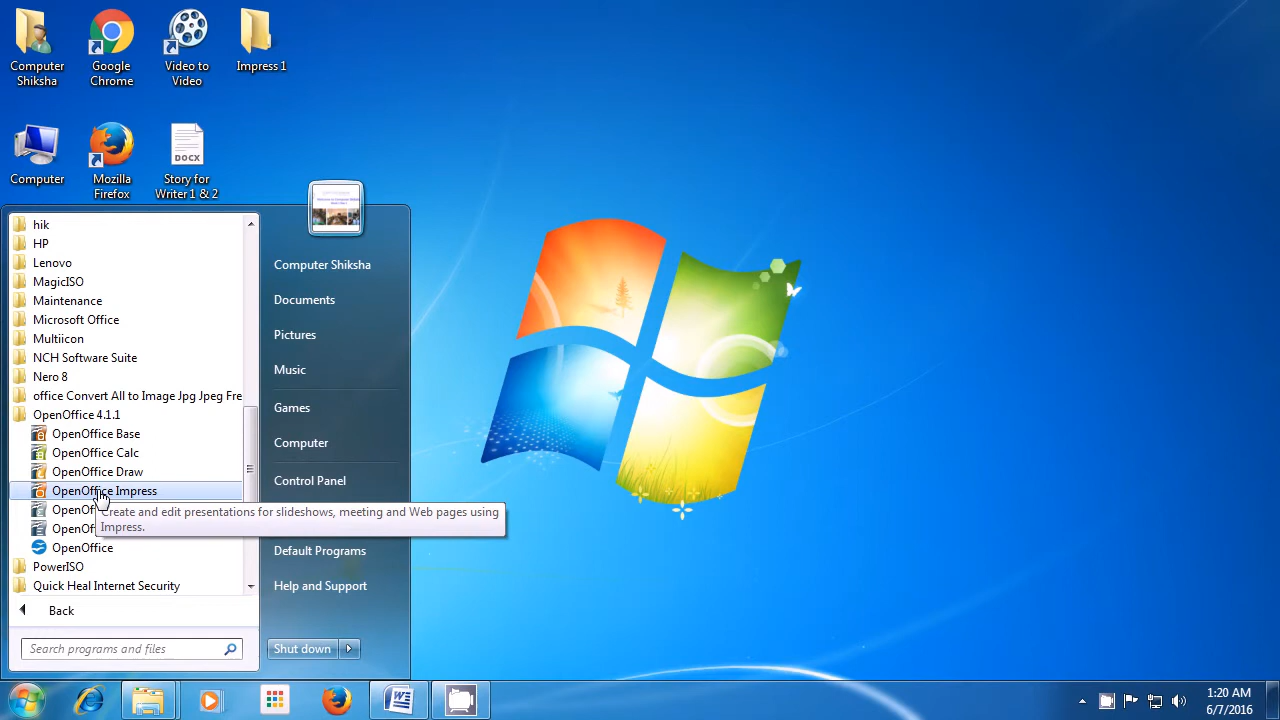 Computer
Shiksha
Google
Chrome
Video to
Video
Impress 1
Computer
Mozilla
Firefox
DOCX
Story for
Writer 1 & 2
hik
HP
Lenovo
MagicISO
Maintenance
Microsoft Office
Multiicon
NCH Software Suite
Nero 8
office Convert All to Image Jpg Jpeg Fre
OpenOffice 4.1.1
OpenOffice Base
OpenOffice Calc
OpenOffice Draw
OpenOffice Impress
Create and edit presentations for slideshows, meeting and Web pages using
Impress.
OpenOffice
PowerISO
Quick Heal Internet Security
Back
Search programs and files
Computer Shiksha
Documents
Pictures
Music
Games
Computer
Control Panel
Default Programs
Help and Support
Shut down
1:20 AM
6/7/2016